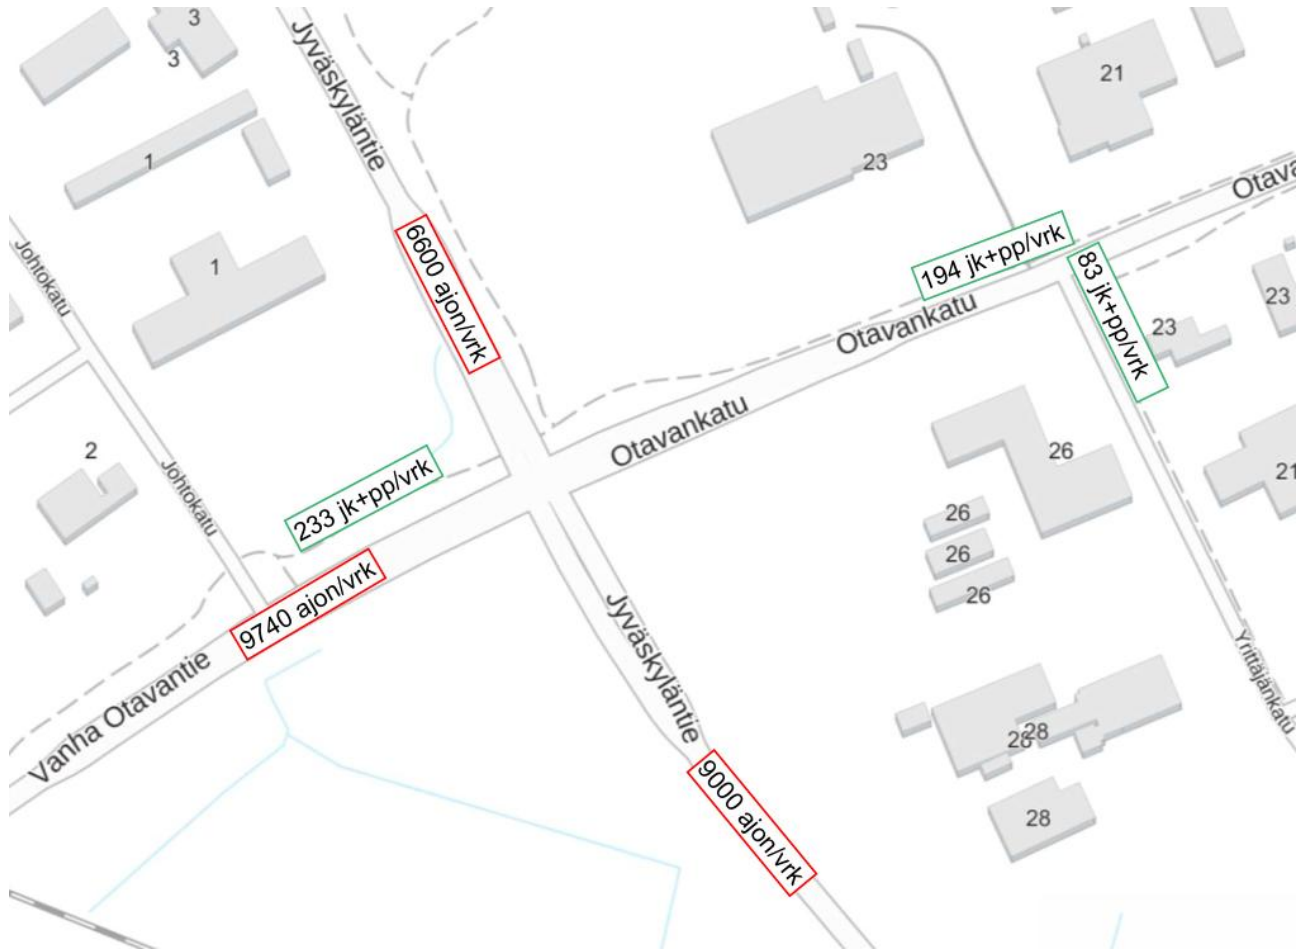 3
3
Jyväskyläntie
21
1
23
Otava
Johtokatu
1
6600 ajon/vrk
194 jk+pp/vrk
83 jk+pp/vrk
23
Otavankatu
23
Otavankatu
2
Johtokatu
233 jk+pp/vrk
26
21
26
26
26
9740 ajon/vrk
Jyväskyläntie
Vanha Otavantie
Yrittäjänkatu
28
28
9000 ajon/vrk
28